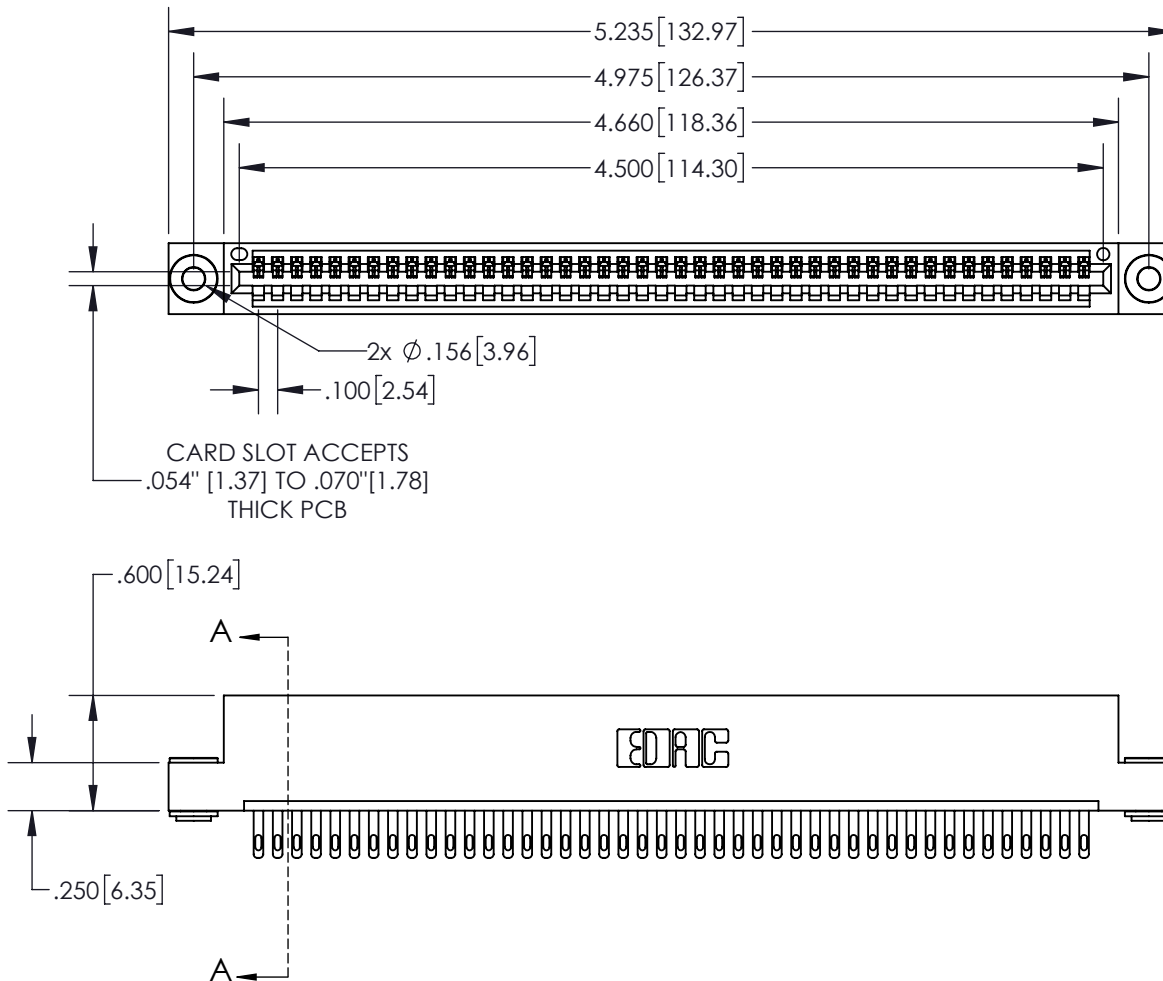 5.235[132.97]
4.975[126.37]
4.660[118.36]
4.500[114.30]
2x Ø.156[3.96]
.100[2.54]
CARD SLOT ACCEPTS
.054" [1.37] TO .070"[1.78]
THICK PCB
.600[15.24]
A
EDAC
.250[6.35]
A